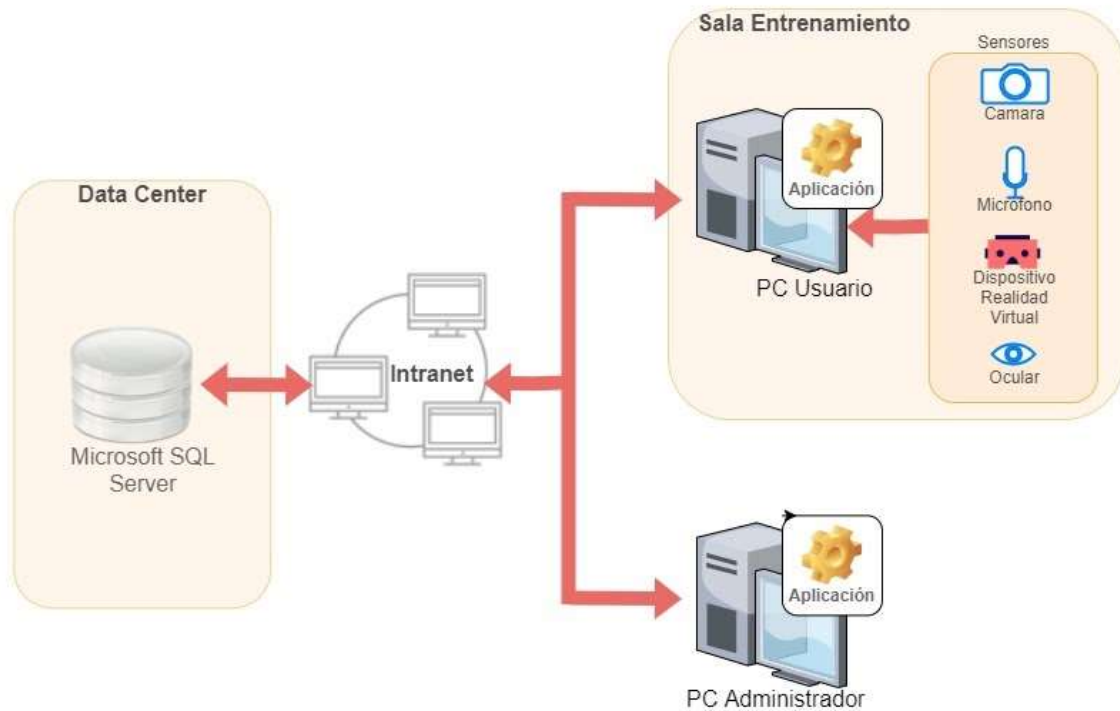 Sala Entrenamiento
Sensores
Camara
Micrófono
Dispositivo
Realidad
Virtual
Ocular
Aplicación
PC Usuario
Data Center
Microsoft SQL
Server
Intranet
Aplicación
PC Administrador